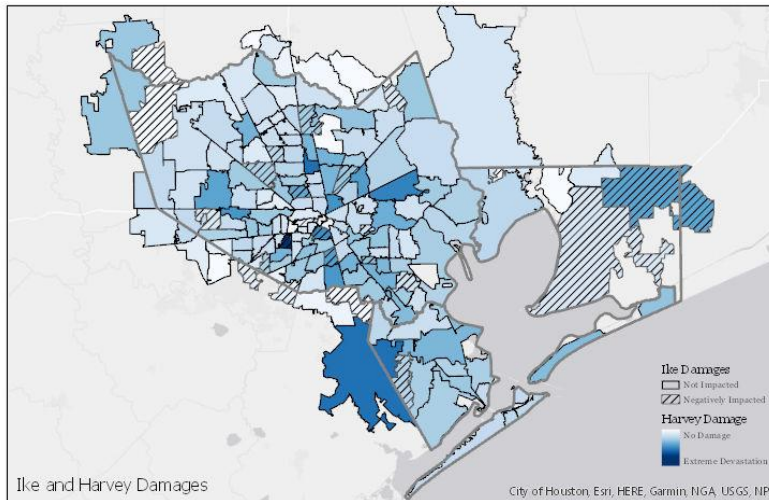 Ike Damages
Not Impacted
Negatively Impacted
Harvey Damage
No Damage
Extreme Devastation
Ike and Harvey Damages
City of Houston, Esri, HERE, Garmin, NGA, USGS, NP